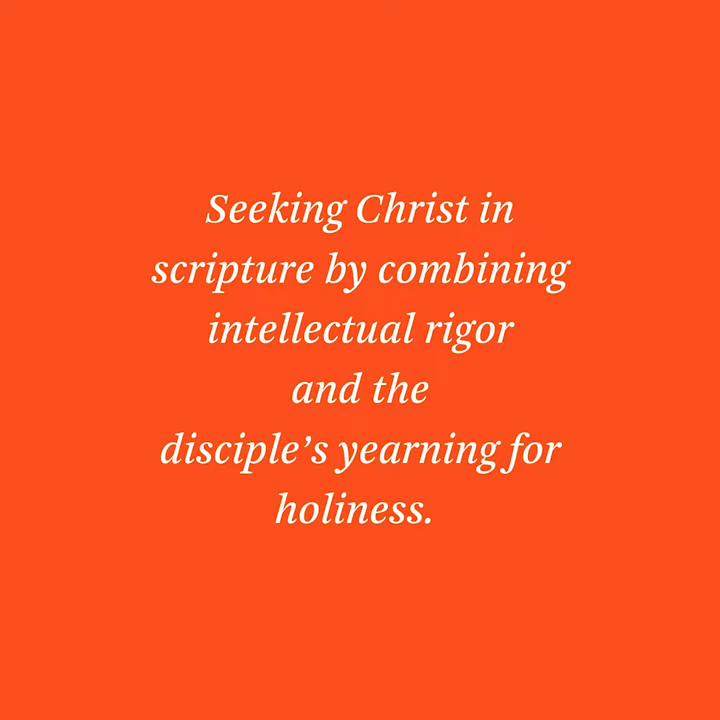 Seeking Christ in
scripture by combining
intellectual rigor
and the
disciple’s yearning for
holiness.